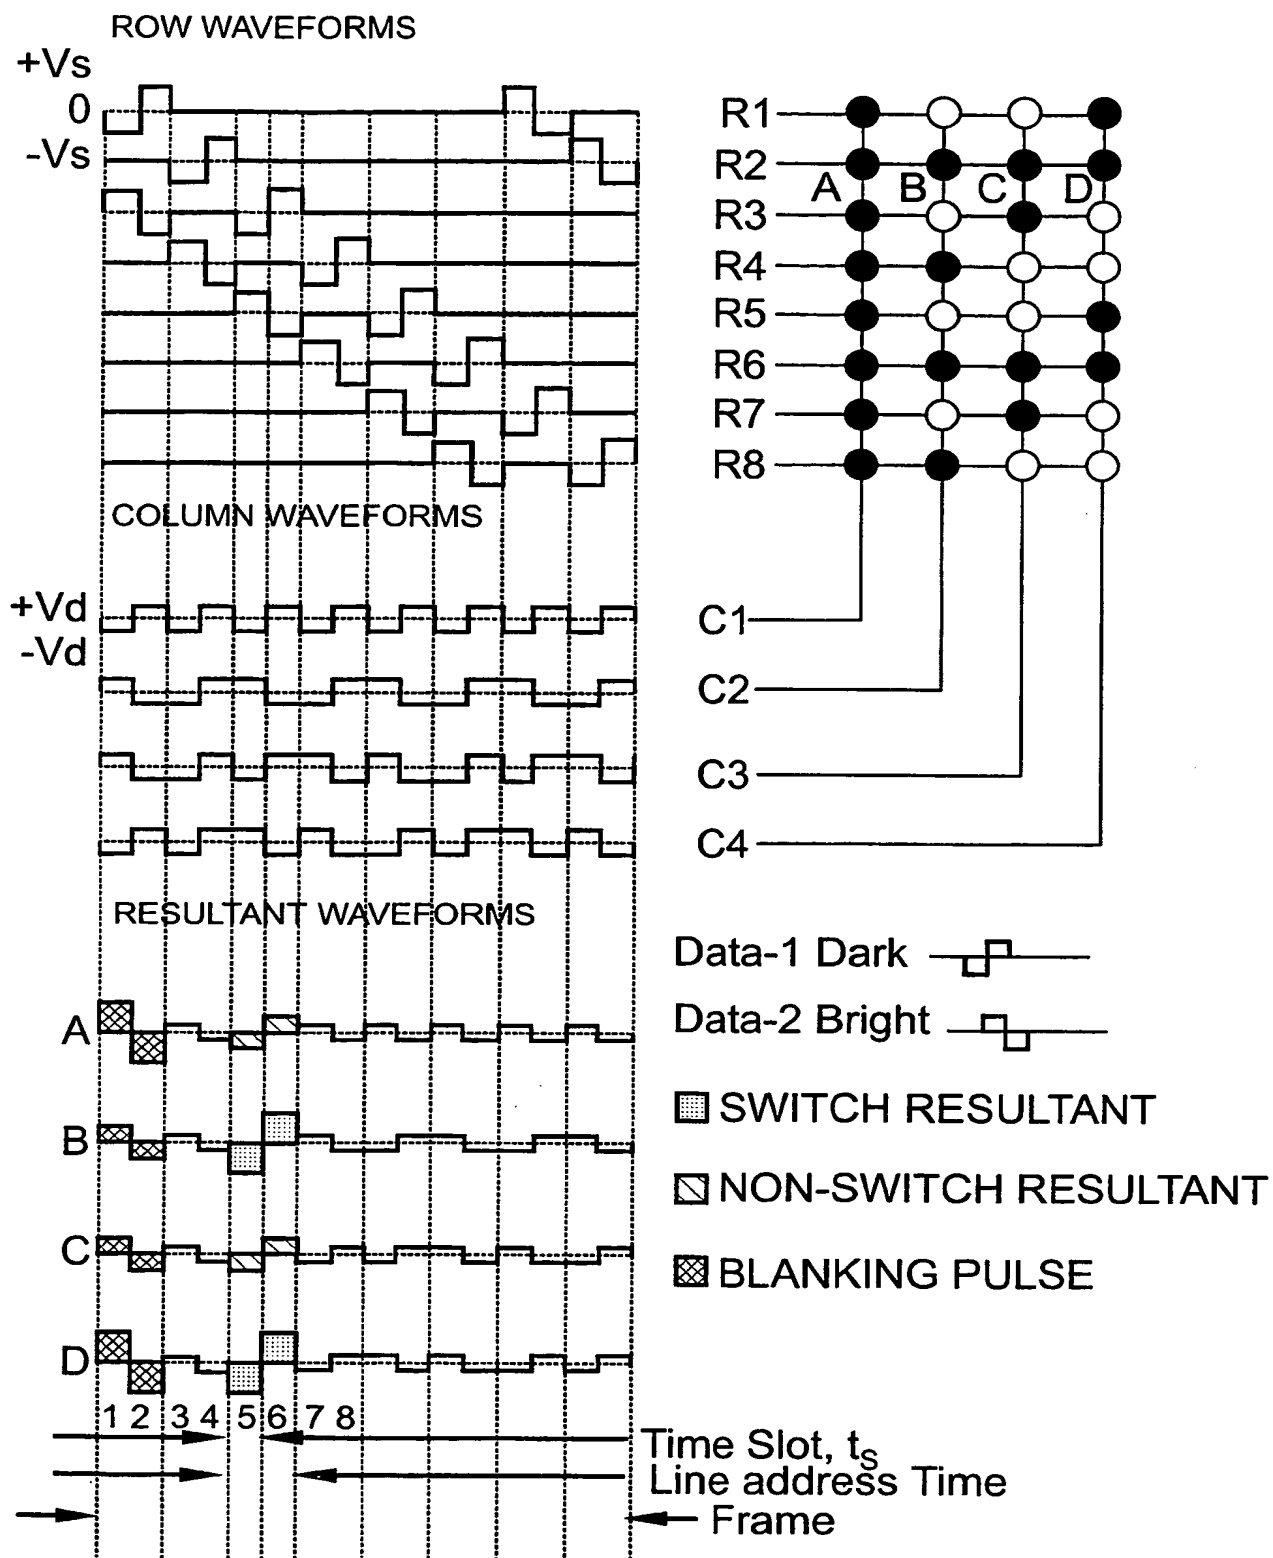 ROW WAVEFORMS
+Vs
0
-Vs
R1
R2
A B C D
R3
R4
R5
R6
R7
R8
COLUMN WAVEFORMS
+Vd
-Vd
C1
C2
C3
C4
RESULTANT WAVEFORMS
Data-1 Dark
Data-2 Bright
A
B
C
D
SWITCH RESULTANT
NON-SWITCH RESULTANT
BLANKING PULSE
1 2 3 4 5 6 7 8
Time Slot, tS
Line address Time
Frame